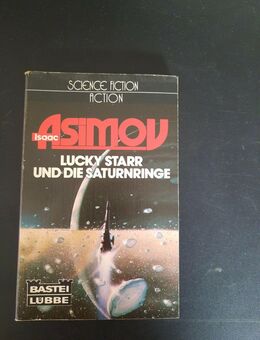 SCIENCE FICTION
ACTION
Isaac
ASIMOV
LUCKY STARR
UND DIE SATURNRINGE
BASTEI
LÜBBE